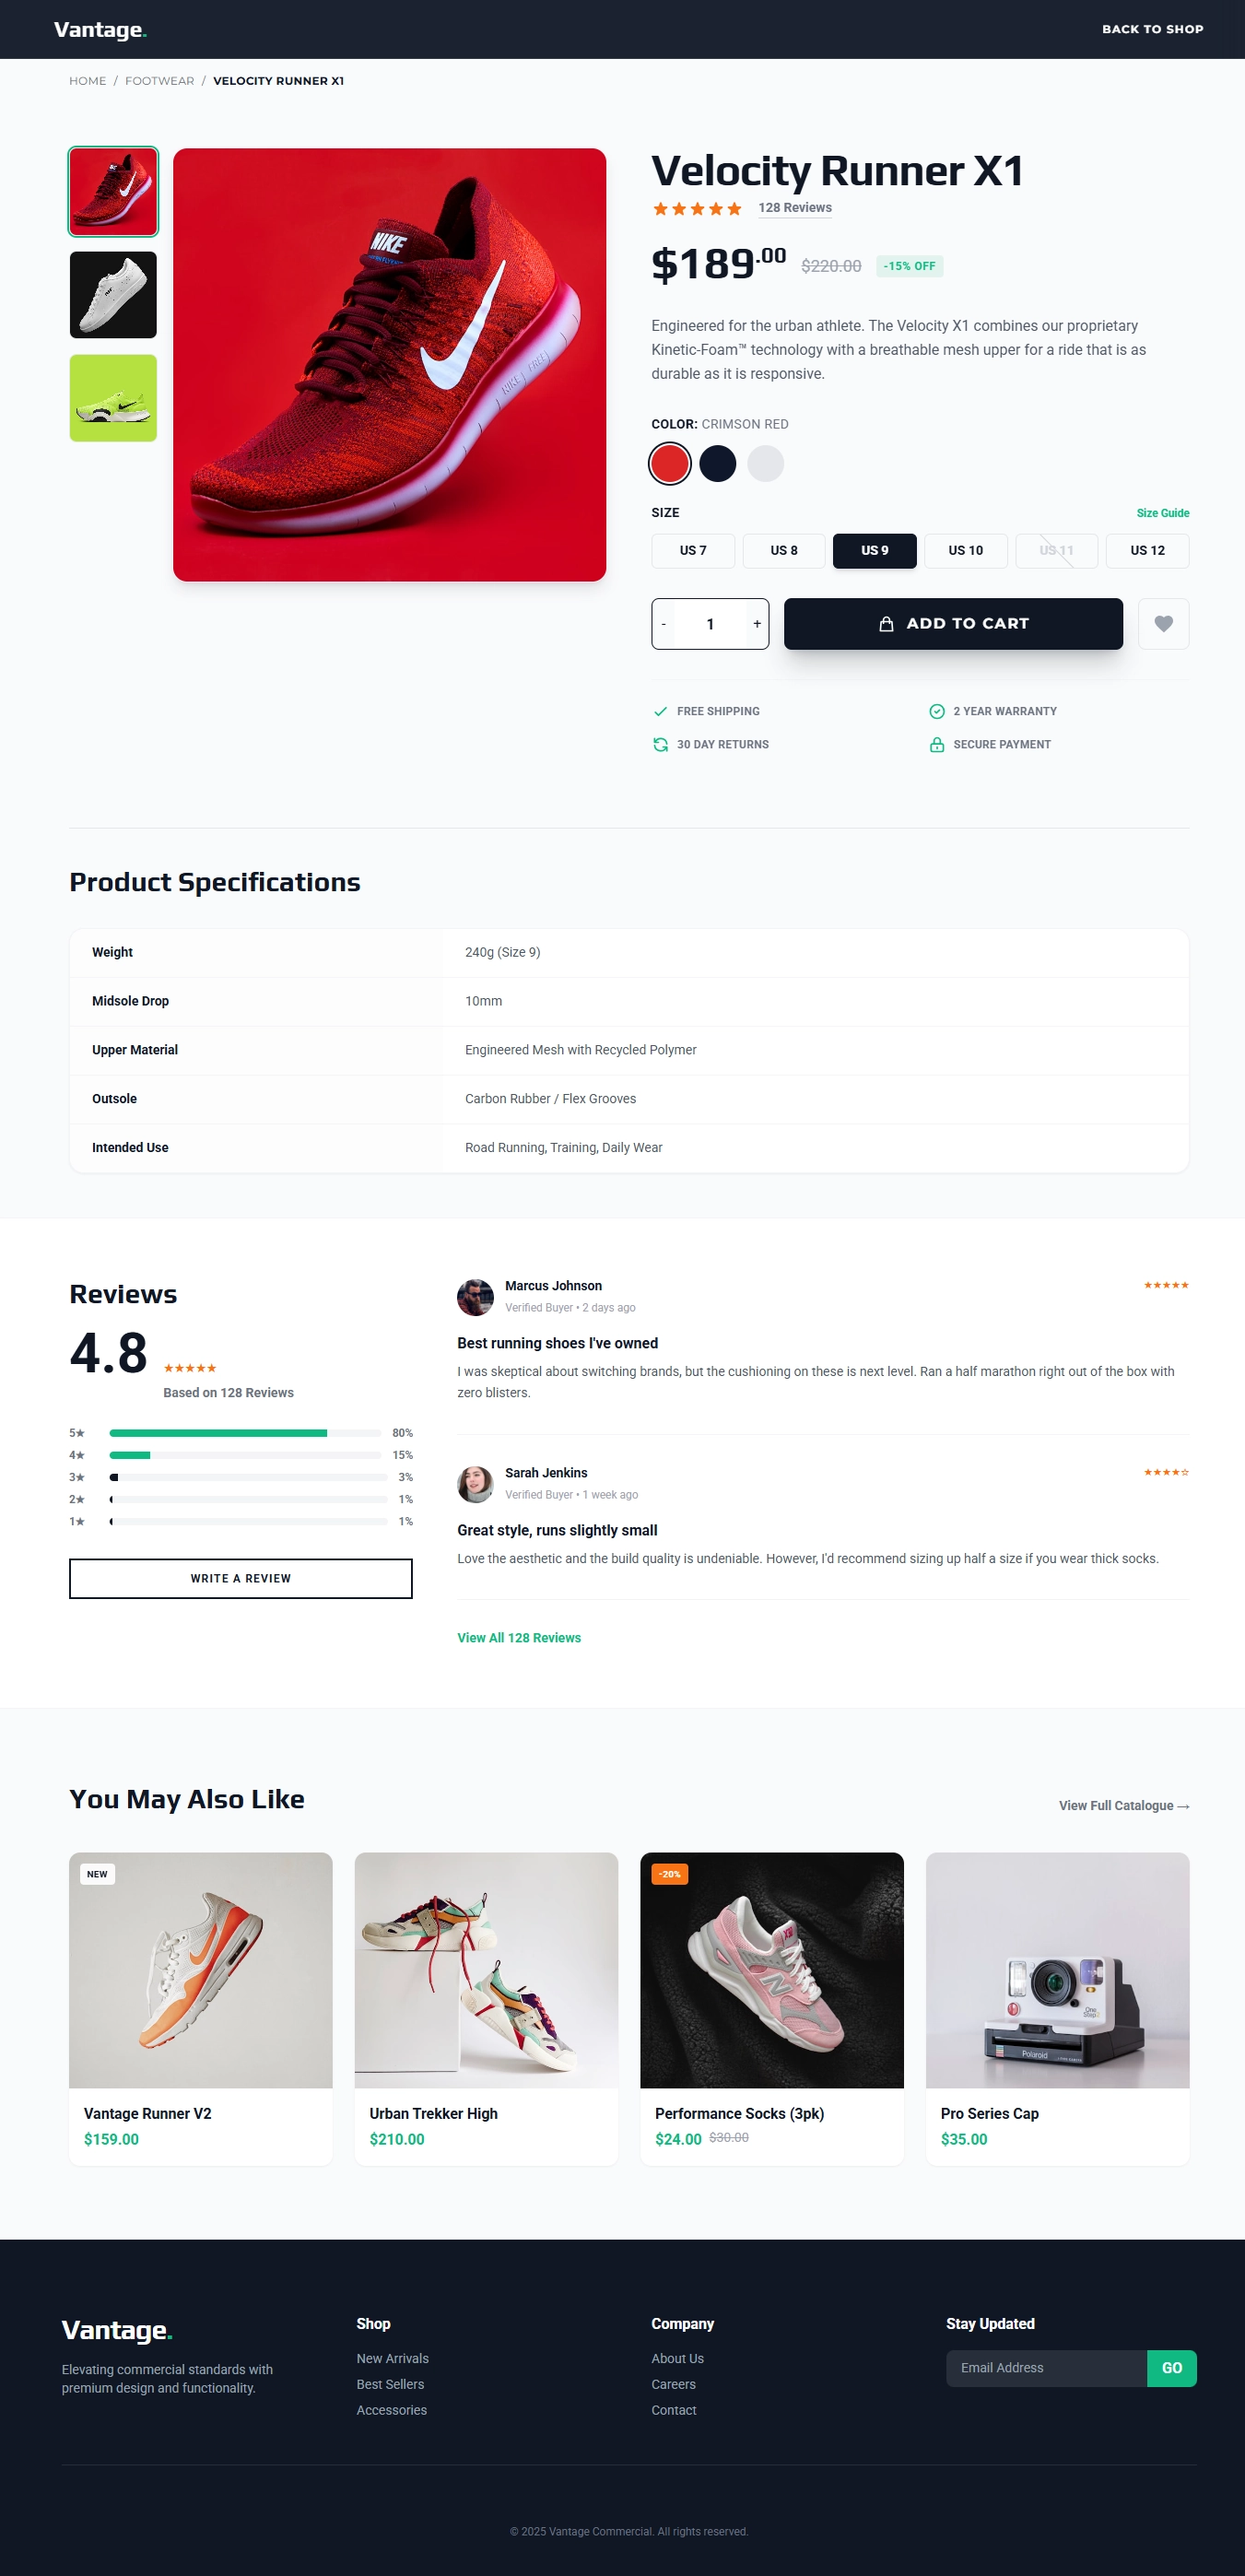 Vantage.
BACK TO SHOP
HOME / FOOTWEAR / VELOCITY RUNNER X1
NIKE
NIKE FREE
Velocity Runner X1
128 Reviews
$189.00 $220.00 -15% OFF
Engineered for the urban athlete. The Velocity X1 combines our proprietary
Kinetic-Foam™ technology with a breathable mesh upper for a ride that is as
durable as it is responsive.
COLOR: CRIMSON RED
SIZE
Size Guide
US 7 US 8 US 9 US 10 US 11 US 12
- 1 + ADD TO CART
FREE SHIPPING 2 YEAR WARRANTY
30 DAY RETURNS SECURE PAYMENT
Product Specifications
Weight 240g (Size 9)
Midsole Drop 10mm
Upper Material Engineered Mesh with Recycled Polymer
Outsole Carbon Rubber / Flex Grooves
Intended Use Road Running, Training, Daily Wear
Reviews
4.8 ★★★★★
Based on 128 Reviews
5★ 80%
4★ 15%
3★ 3%
2★ 1%
1★ 1%
WRITE A REVIEW
Marcus Johnson ★★★★★
Verified Buyer • 2 days ago
Best running shoes I've owned
I was skeptical about switching brands, but the cushioning on these is next level. Ran a half marathon right out of the box with
zero blisters.
Sarah Jenkins ★★★★☆
Verified Buyer • 1 week ago
Great style, runs slightly small
Love the aesthetic and the build quality is undeniable. However, I'd recommend sizing up half a size if you wear thick socks.
View All 128 Reviews
You May Also Like
View Full Catalogue →
NEW
-20%
N
One
Step
Polaroid
Vantage Runner V2
$159.00
Urban Trekker High
$210.00
Performance Socks (3pk)
$24.00 $30.00
Pro Series Cap
$35.00
Vantage.
Elevating commercial standards with
premium design and functionality.
Shop
New Arrivals
Best Sellers
Accessories
Company
About Us
Careers
Contact
Stay Updated
Email Address GO
© 2025 Vantage Commercial. All rights reserved.